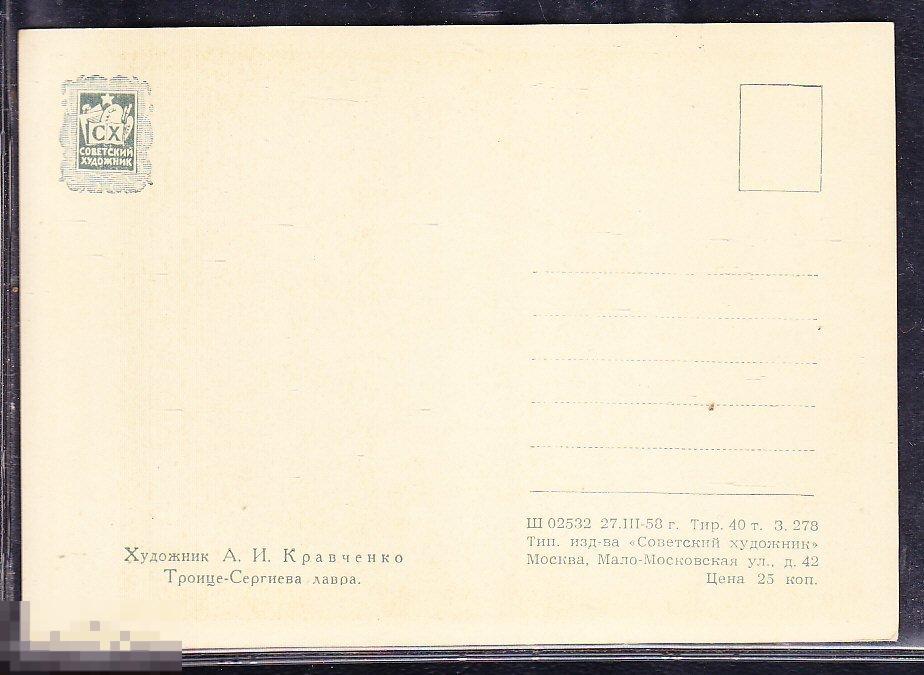 СХ
СОВЕТСКИЙ
ХУДОЖНИК
Художник А. И. Кравченко
Троице-Сергиева лавра.
Ш 02532 27.III-58 г. Тир. 40 т. З. 278
Тип. изд-ва «Советский художник»
Москва, Мало-Московская ул., д. 42
Цена 25 коп.